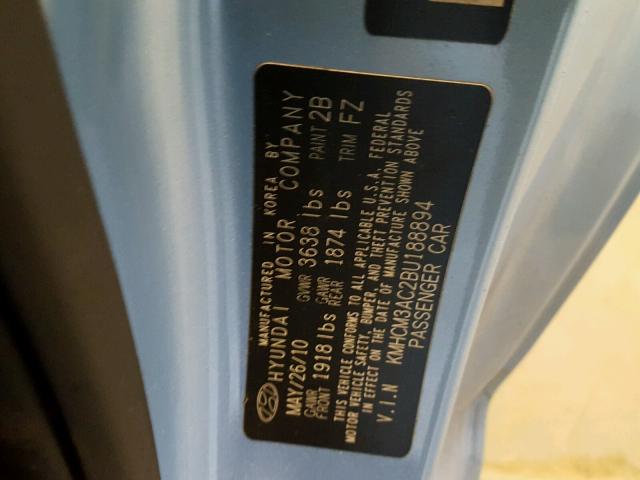 MANUFACTURED IN KOREA BY
HYUNDAI MOTOR COMPANY
MAY/26/10 GVWR 3638 lbs PAINT 2B
GAWR FRONT 1918 lbs GAWR REAR 1874 lbs TRIM FZ
THIS VEHICLE CONFORMS TO ALL APPLICABLE U.S.A. FEDERAL
MOTOR VEHICLE SAFETY, BUMPER, AND THEFT PREVENTION STANDARDS
IN EFFECT ON THE DATE OF MANUFACTURE SHOWN ABOVE
V.I.N KMHCM3AC2BU188894
PASSENGER CAR